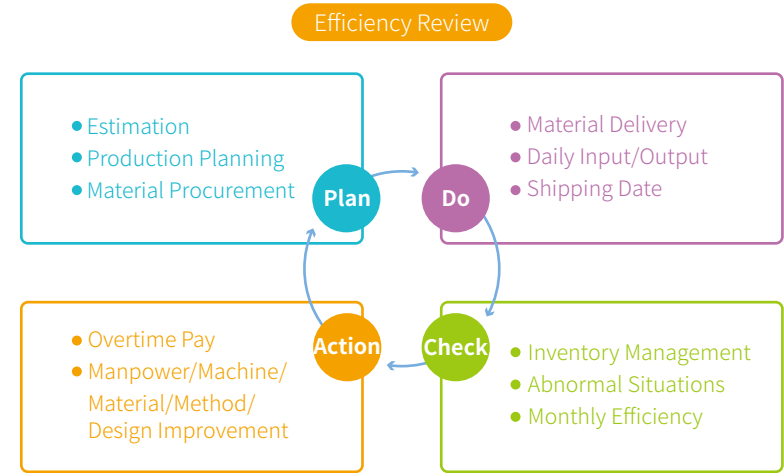 Efficiency Review
● Estimation
● Production Planning
● Material Procurement
Plan
● Material Delivery
● Daily Input/Output
● Shipping Date
Do
● Overtime Pay
● Manpower/Machine/
Material/Method/
Design Improvement
Action
Check
● Inventory Management
● Abnormal Situations
● Monthly Efficiency